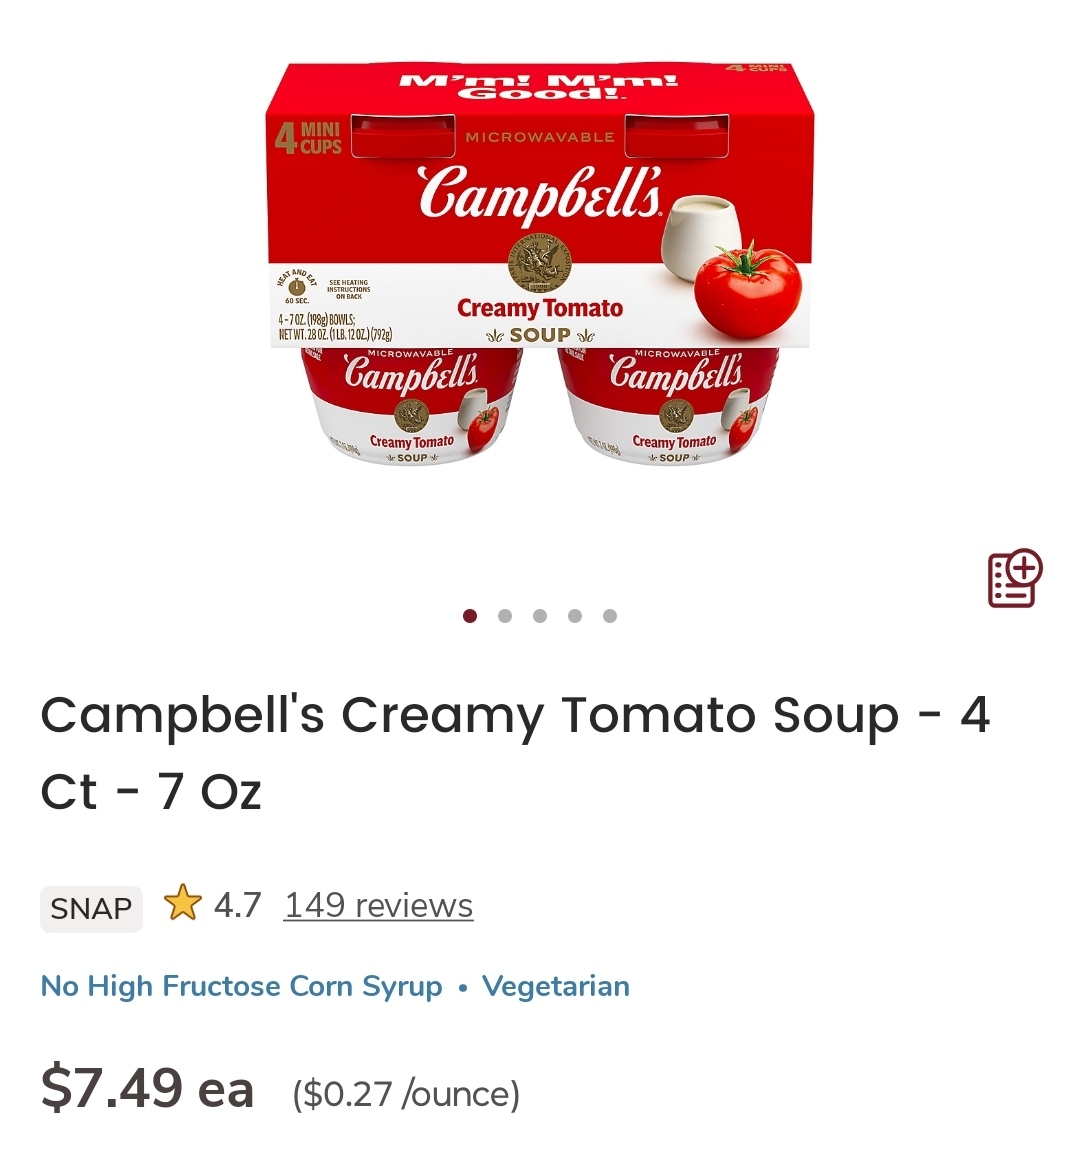 M'm! M'm!
Good!
4 MINI CUPS
4 MINI CUPS
MICROWAVABLE
Campbell's
HEAT AND EAT
60 SEC.
SEE HEATING
INSTRUCTIONS
ON BACK
4-7 OZ. (198g) BOWLS;
NET WT. 28 OZ. (1 LB. 12 OZ.) (792g)
Creamy Tomato
SOUP
MICROWAVABLE
Campbell's
Creamy Tomato
SOUP
MICROWAVABLE
Campbell's
Creamy Tomato
SOUP
Campbell's Creamy Tomato Soup - 4
Ct - 7 Oz
SNAP 4.7 149 reviews
No High Fructose Corn Syrup • Vegetarian
$7.49 ea ($0.27 /ounce)